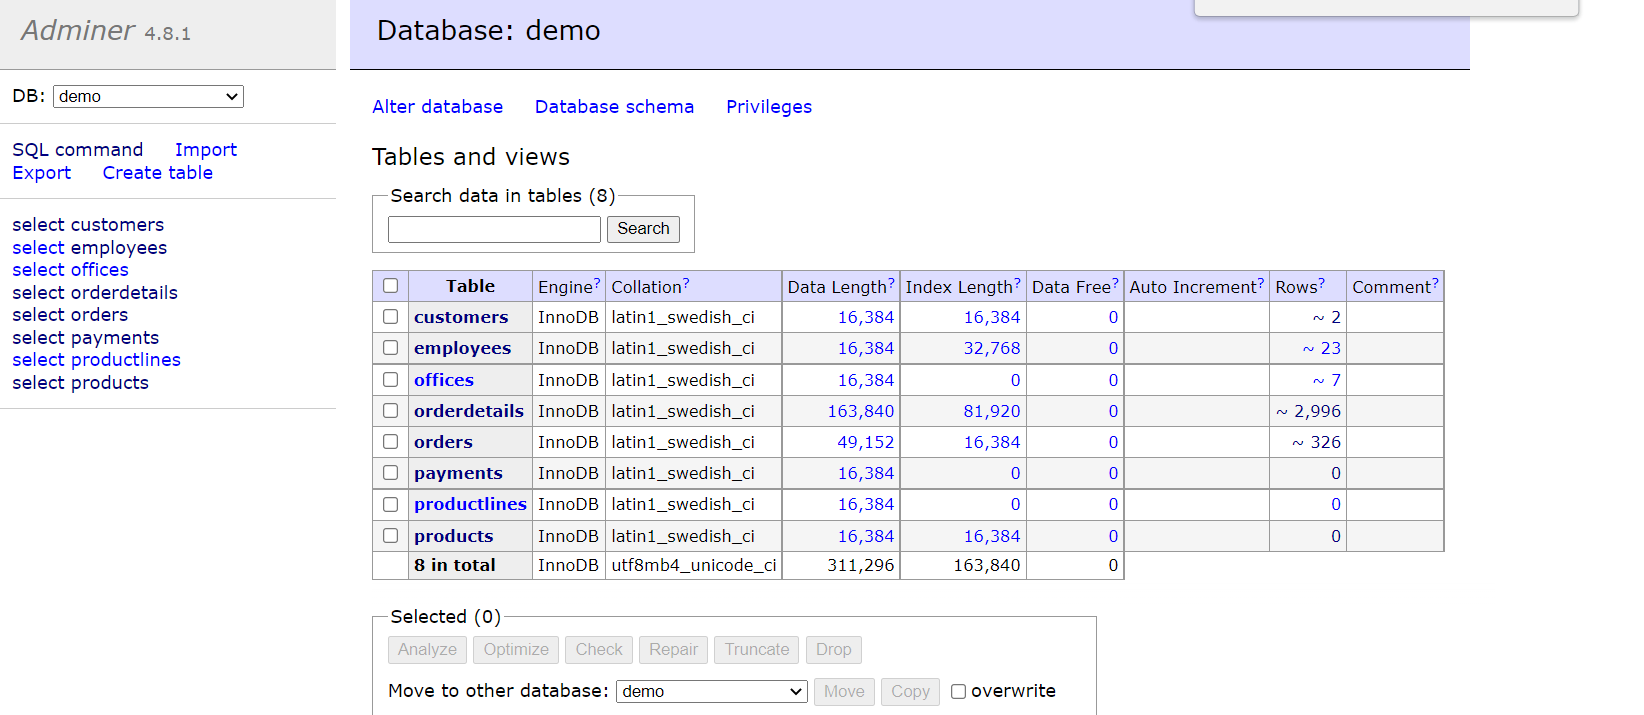 Adminer 4.8.1
DB: demo
SQL command Import
Export Create table
select customers
select employees
select offices
select orderdetails
select orders
select payments
select productlines
select products
Database: demo
Alter database Database schema Privileges
Tables and views
Search data in tables (8)
Search
Table Engine? Collation? Data Length? Index Length? Data Free? Auto Increment? Rows? Comment?
customers InnoDB latin1_swedish_ci 16,384 16,384 0 ~ 2
employees InnoDB latin1_swedish_ci 16,384 32,768 0 ~ 23
offices InnoDB latin1_swedish_ci 16,384 0 0 ~ 7
orderdetails InnoDB latin1_swedish_ci 163,840 81,920 0 ~ 2,996
orders InnoDB latin1_swedish_ci 49,152 16,384 0 ~ 326
payments InnoDB latin1_swedish_ci 16,384 0 0 0
productlines InnoDB latin1_swedish_ci 16,384 0 0 0
products InnoDB latin1_swedish_ci 16,384 16,384 0 0
8 in total InnoDB utf8mb4_unicode_ci 311,296 163,840 0
Selected (0)
Analyze Optimize Check Repair Truncate Drop
Move to other database: demo Move Copy overwrite